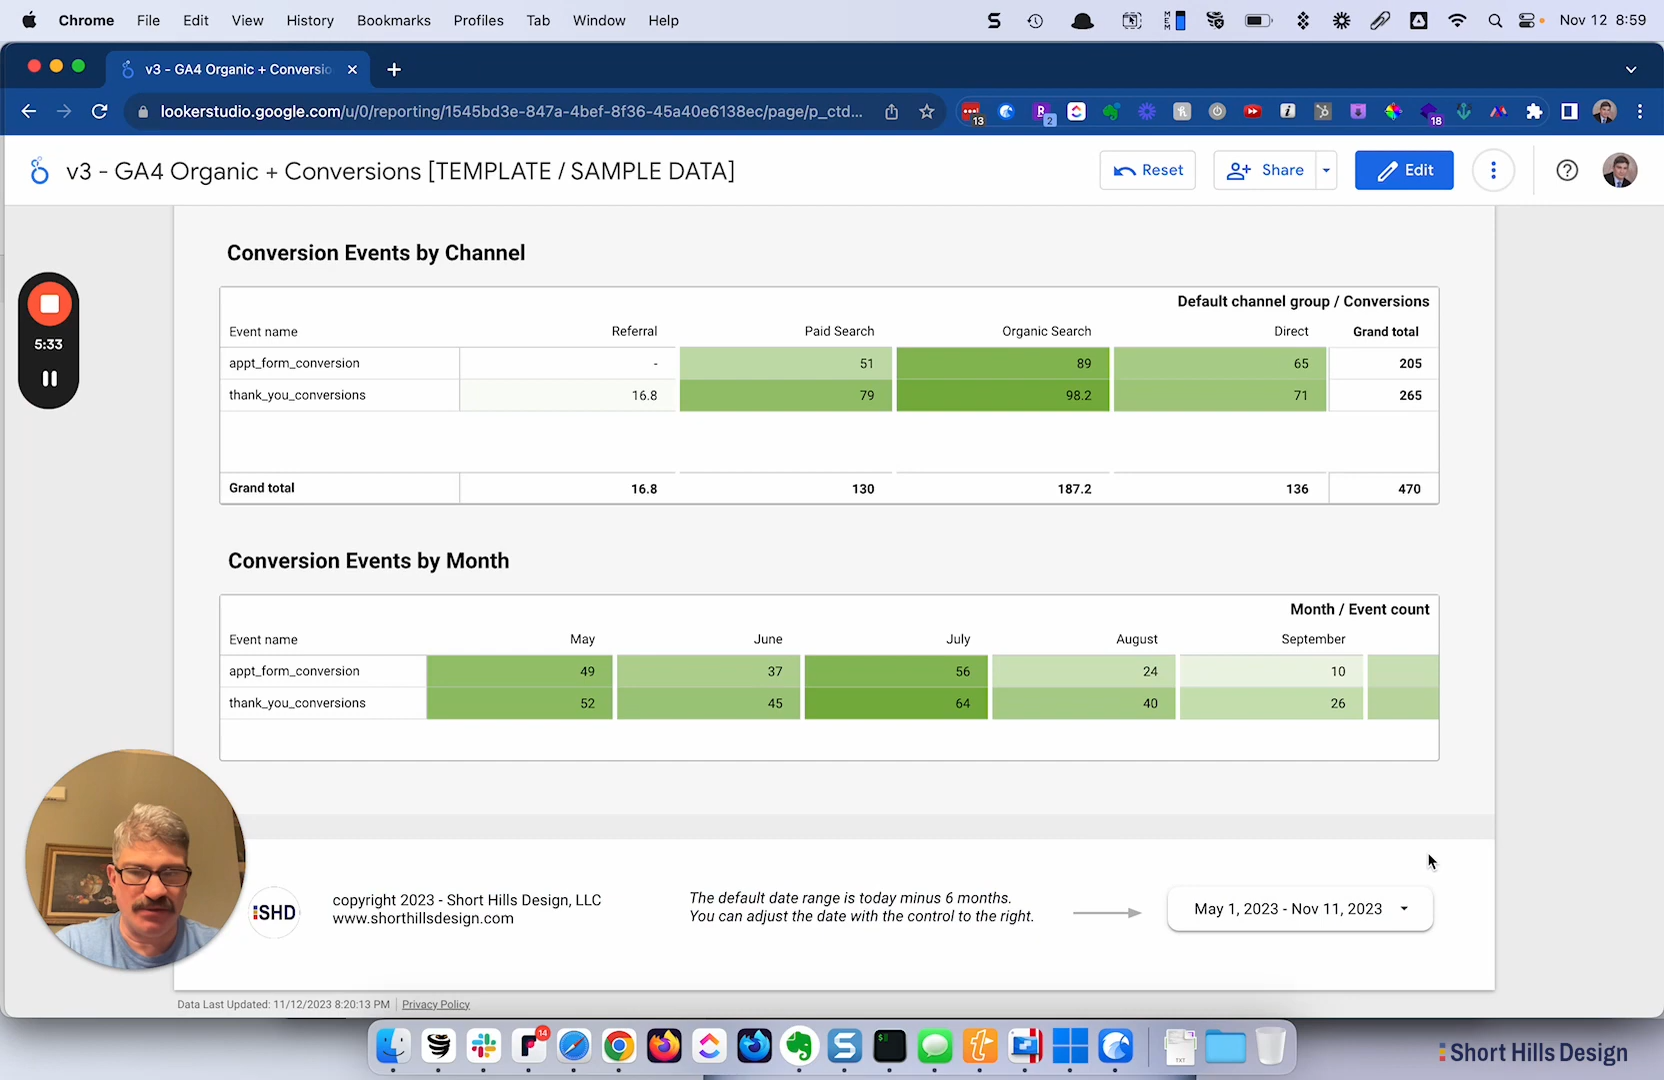 Chrome File Edit View History Bookmarks Profiles Tab Window Help Nov 12 8:59
v3 - GA4 Organic + Conversio
lookerstudio.google.com/u/0/reporting/1545bd3e-847a-4bef-8f36-45a40e6138ec/page/p_ctd...
13 2 18
v3 - GA4 Organic + Conversions [TEMPLATE / SAMPLE DATA]
Reset Share Edit
Conversion Events by Channel
Default channel group / Conversions
Event name Referral Paid Search Organic Search Direct Grand total
appt_form_conversion - 51 89 65 205
thank_you_conversions 16.8 79 98.2 71 265
Grand total 16.8 130 187.2 136 470
5:33
Conversion Events by Month
Month / Event count
Event name May June July August September
appt_form_conversion 49 37 56 24 10
thank_you_conversions 52 45 64 40 26
SHD
copyright 2023 - Short Hills Design, LLC
www.shorthillsdesign.com
The default date range is today minus 6 months.
You can adjust the date with the control to the right.
May 1, 2023 - Nov 11, 2023
Data Last Updated: 11/12/2023 8:20:13 PM Privacy Policy
14
TXT
Short Hills Design